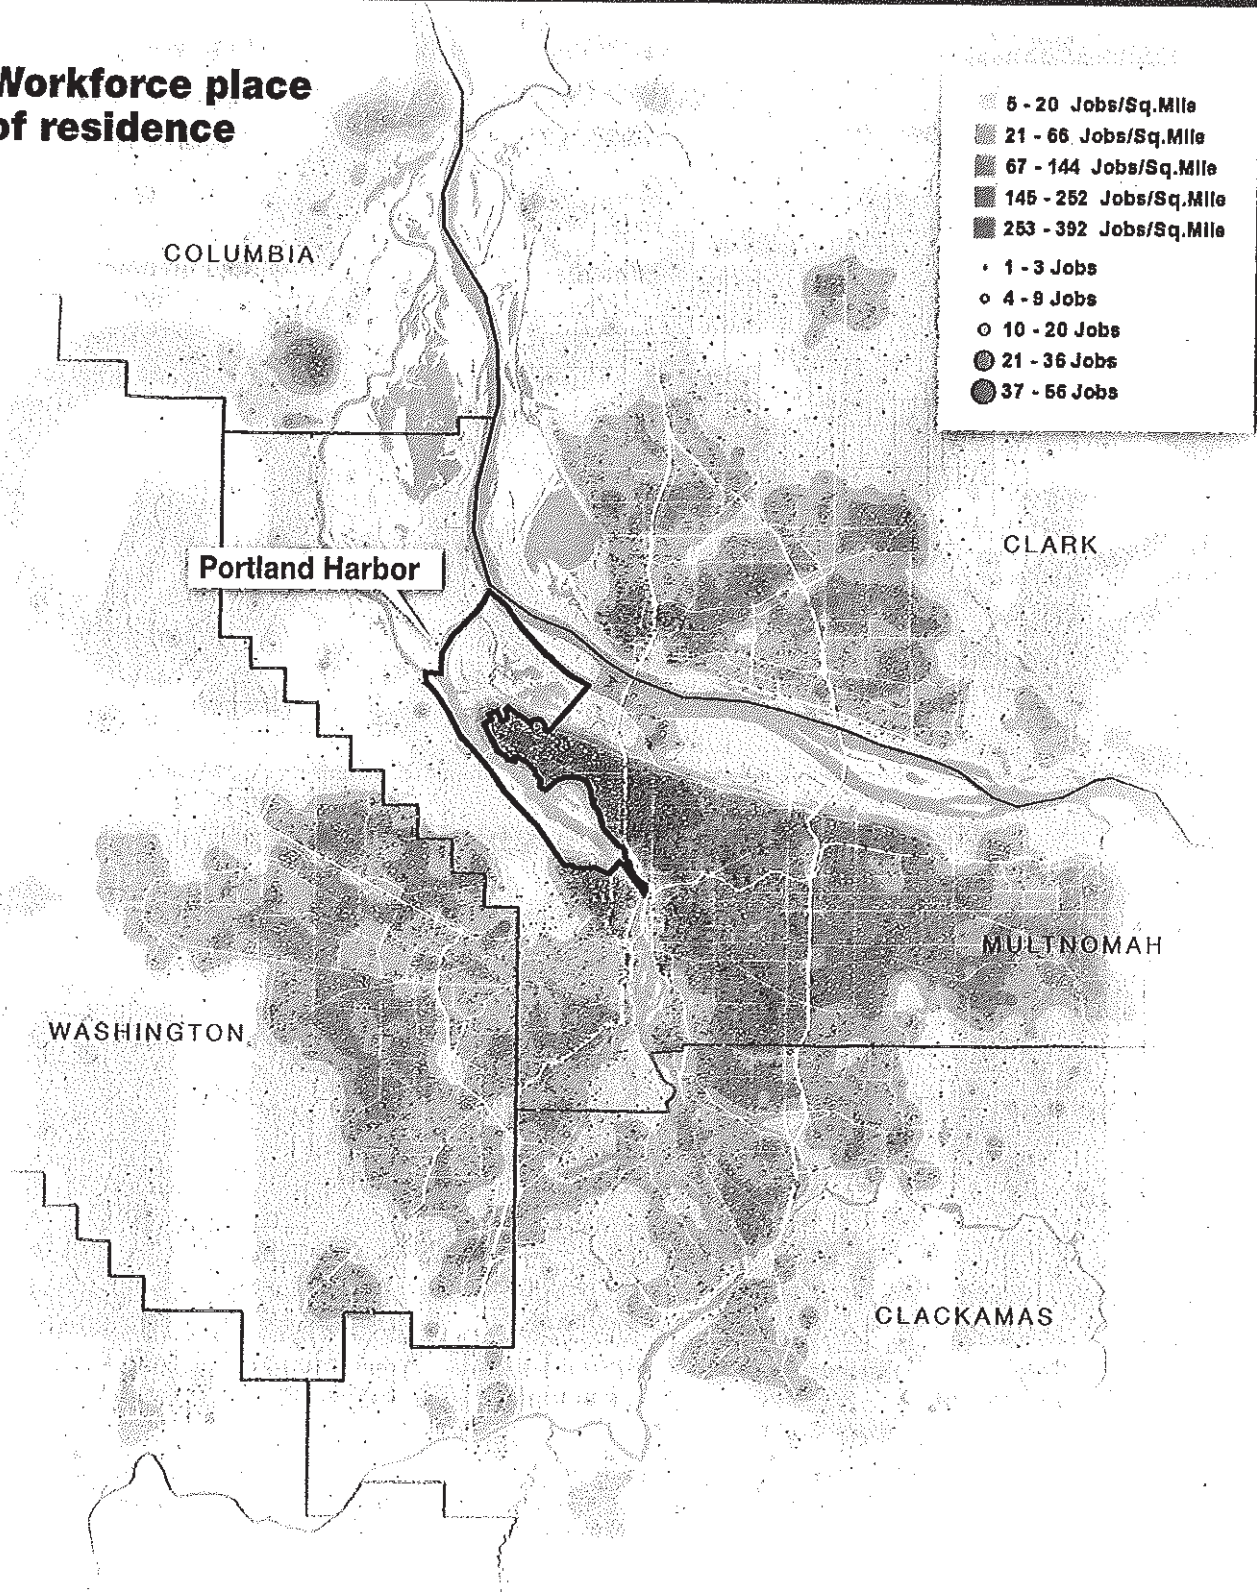 Workforce place
of residence
5 - 20 Jobs/Sq.Mile
21 - 66 Jobs/Sq.Mile
67 - 144 Jobs/Sq.Mile
145 - 252 Jobs/Sq.Mile
253 - 392 Jobs/Sq.Mile
1 - 3 Jobs
4 - 9 Jobs
10 - 20 Jobs
21 - 36 Jobs
37 - 56 Jobs
COLUMBIA
CLARK
Portland Harbor
MULTNOMAH
WASHINGTON
CLACKAMAS